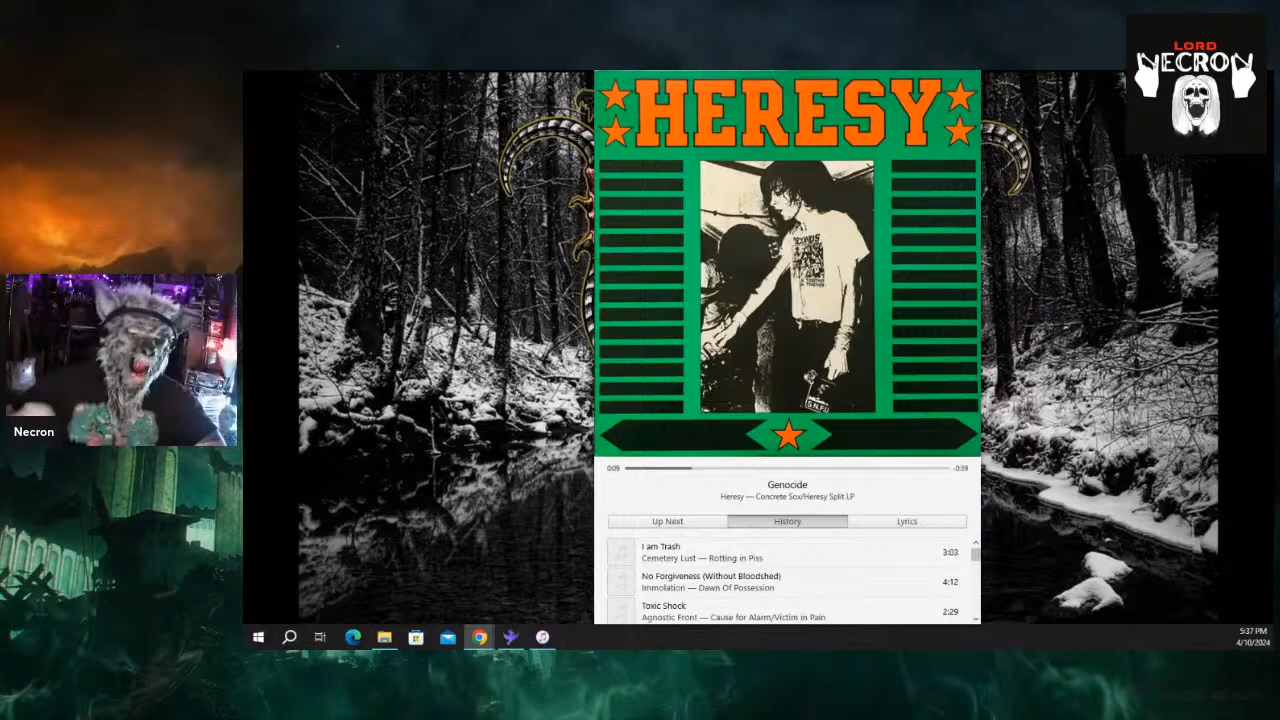 LORD
NECRON
HERESY
S.N.F.U
Necron
0:09
-0:39
Genocide
Heresy — Concrete Sox/Heresy Split LP
Up Next
History
Lyrics
I am Trash
Cemetery Lust — Rotting in Piss
3:03
No Forgiveness (Without Bloodshed)
Immolation — Dawn Of Possession
4:12
Toxic Shock
Agnostic Front — Cause for Alarm/Victim in Pain
2:29
5:37 PM
4/10/2024